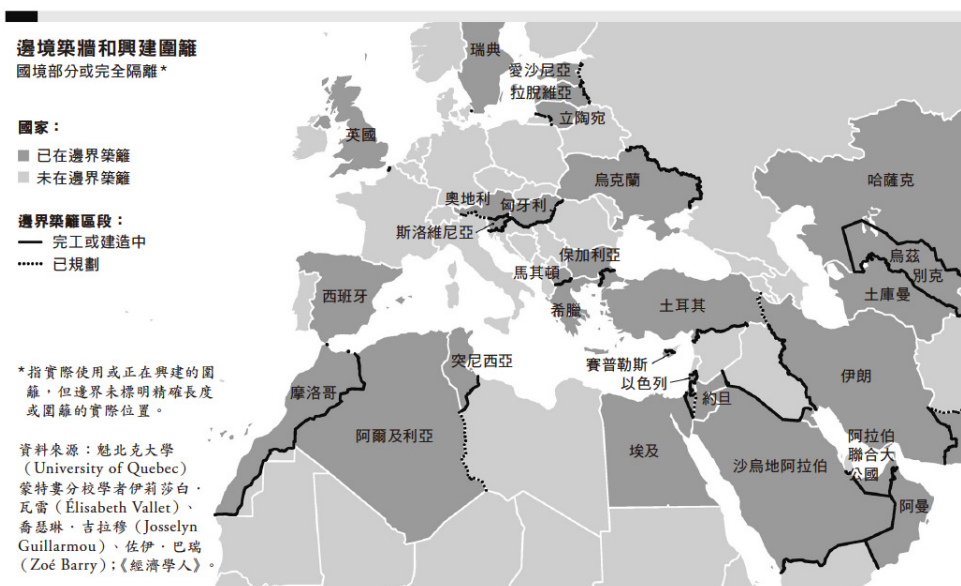 邊境築牆和興建圍籬
國境部分或完全隔離*
國家：
已在邊界築籬
未在邊界築籬
邊界築籬區段：
完工或建造中
已規劃
*指實際使用或正在興建的圍
籬，但邊界未標明精確長度
或圍籬的實際位置。
資料來源：魁北克大學
（University of Quebec）
蒙特婁分校學者伊莉莎白．
瓦雷（Élisabeth Vallet）、
喬瑟琳．吉拉穆（Josselyn
Guillarmou）、佐伊．巴瑞
（Zoé Barry）；《經濟學人》。
瑞典
愛沙尼亞
拉脫維亞
立陶宛
英國
烏克蘭
哈薩克
奧地利
匈牙利
斯洛維尼亞
保加利亞
烏茲
別克
馬其頓
土庫曼
西班牙
希臘
土耳其
突尼西亞
賽普勒斯
以色列
伊朗
摩洛哥
約旦
阿爾及利亞
埃及
沙烏地阿拉伯
阿拉伯
聯合大
公國
阿曼